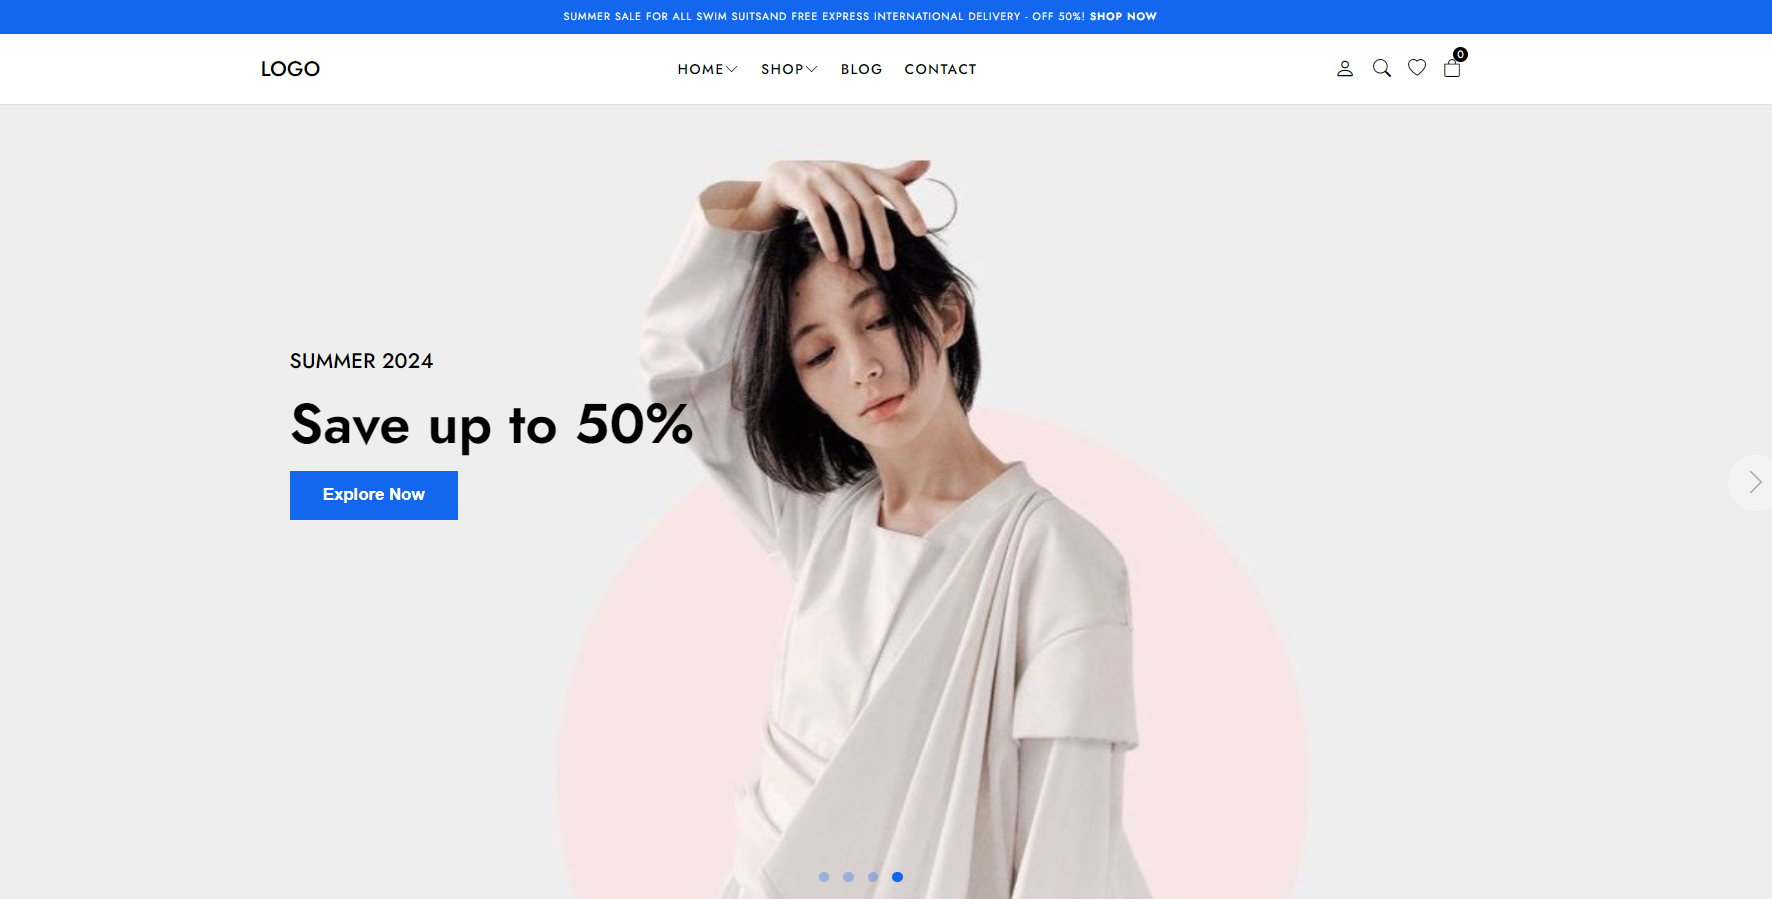 SUMMER SALE FOR ALL SWIM SUITSAND FREE EXPRESS INTERNATIONAL DELIVERY - OFF 50%! SHOP NOW
LOGO
HOME SHOP BLOG CONTACT
0
SUMMER 2024
Save up to 50%
Explore Now